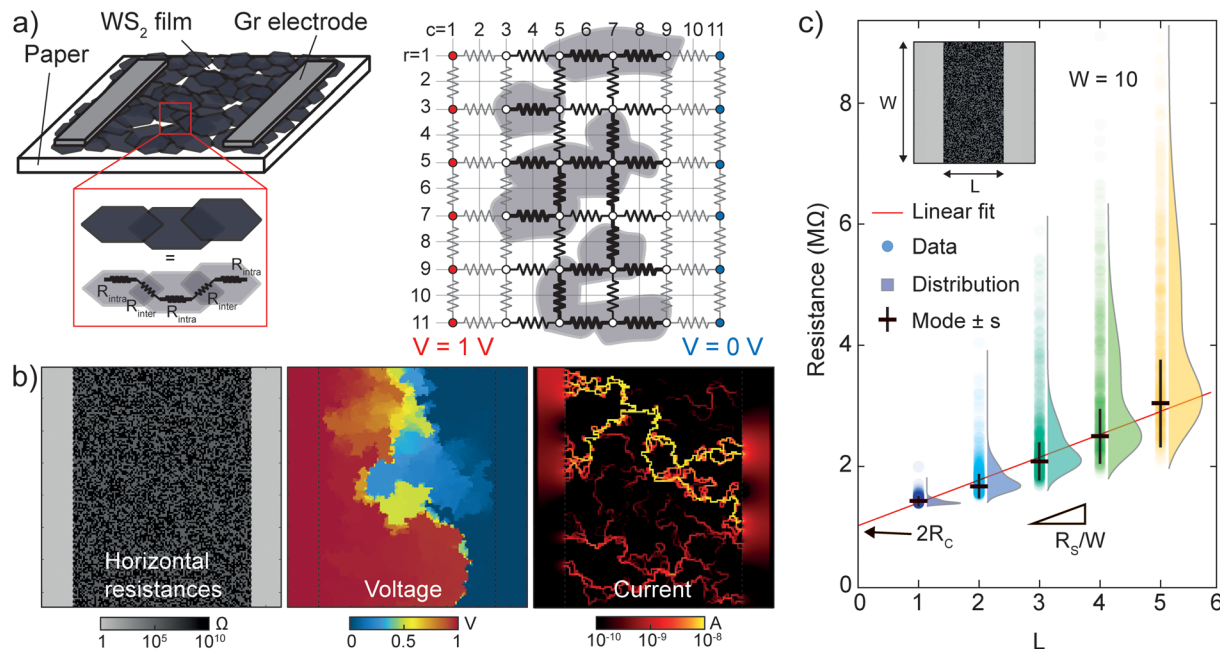 a)
WS2 film
Gr electrode
Paper
=
Rintra
Rintra
Rinter
Rintra
Rinter
Rintra
c=1 2 3 4 5 6 7 8 9 10 11
r=1
2
3
4
5
6
7
8
9
10
11
V = 1 V
V = 0 V
b)
Horizontal
resistances
Voltage
Current
Ω
1 10^5 10^10
V
0 0.5 1
A
10^-10 10^-9 10^-8
c)
W = 10
W
L
Linear fit
Data
Distribution
Mode ± s
Resistance (MΩ)
8
6
4
2
0
2RC
RS/W
0 1 2 3 4 5 6
L